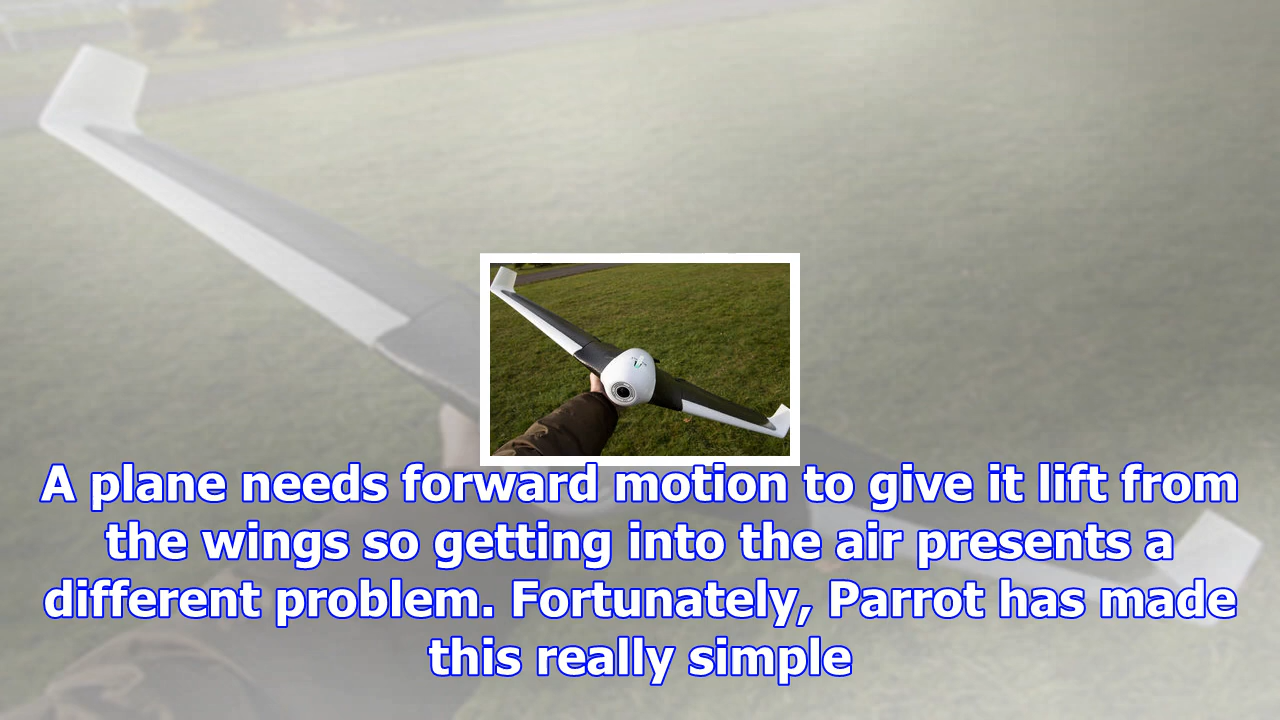 A plane needs forward motion to give it lift from
the wings so getting into the air presents a
different problem. Fortunately, Parrot has made
this really simple